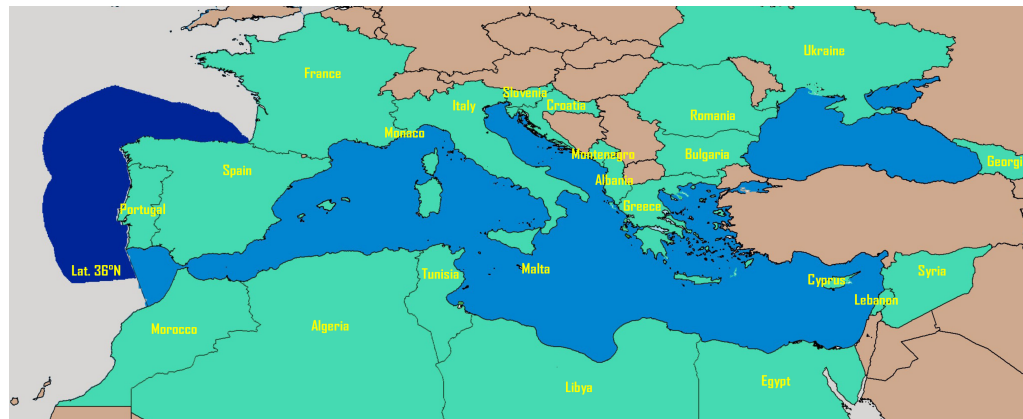 Ukraine
France
Slovenia
Italy
Croatia
Romania
Monaco
Montenegro
Bulgaria
Georgi
Spain
Albania
Portugal
Greece
Lat. 36°N
Tunisia
Malta
Cyprus
Syria
Lebanon
Morocco
Algeria
Libya
Egypt